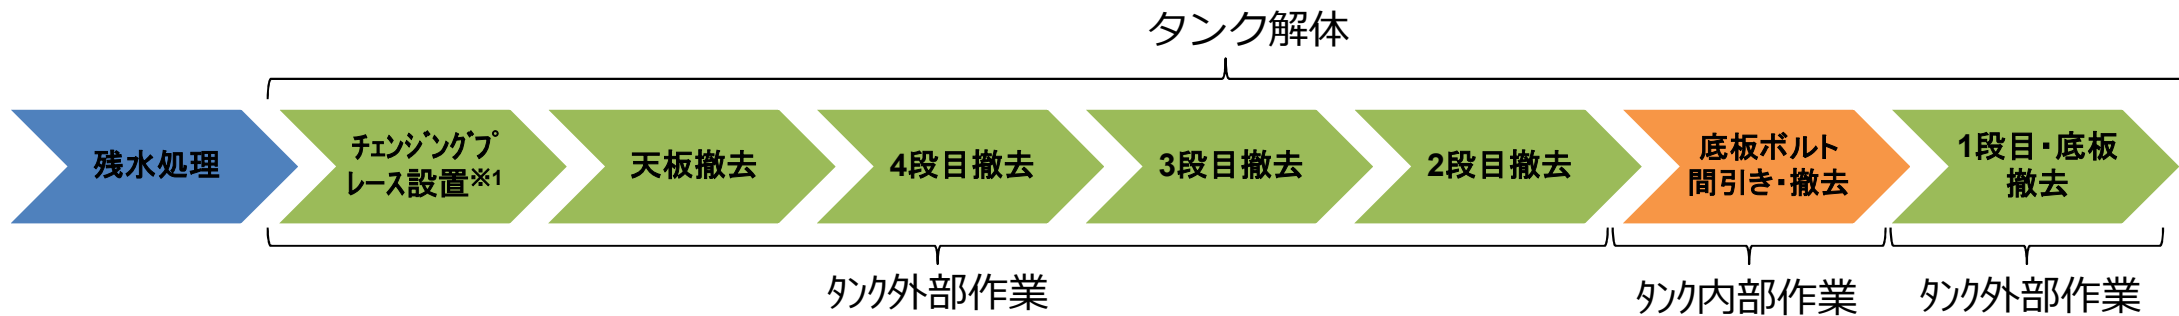 タンク解体
残水処理
ﾁｪﾝｼﾞﾝｸﾞﾌﾟ
ﾚｰｽ設置※1
天板撤去
4段目撤去
3段目撤去
2段目撤去
底板ボルト
間引き・撤去
1段目・底板
撤去
ﾀﾝｸ外部作業
ﾀﾝｸ内部作業
ﾀﾝｸ外部作業